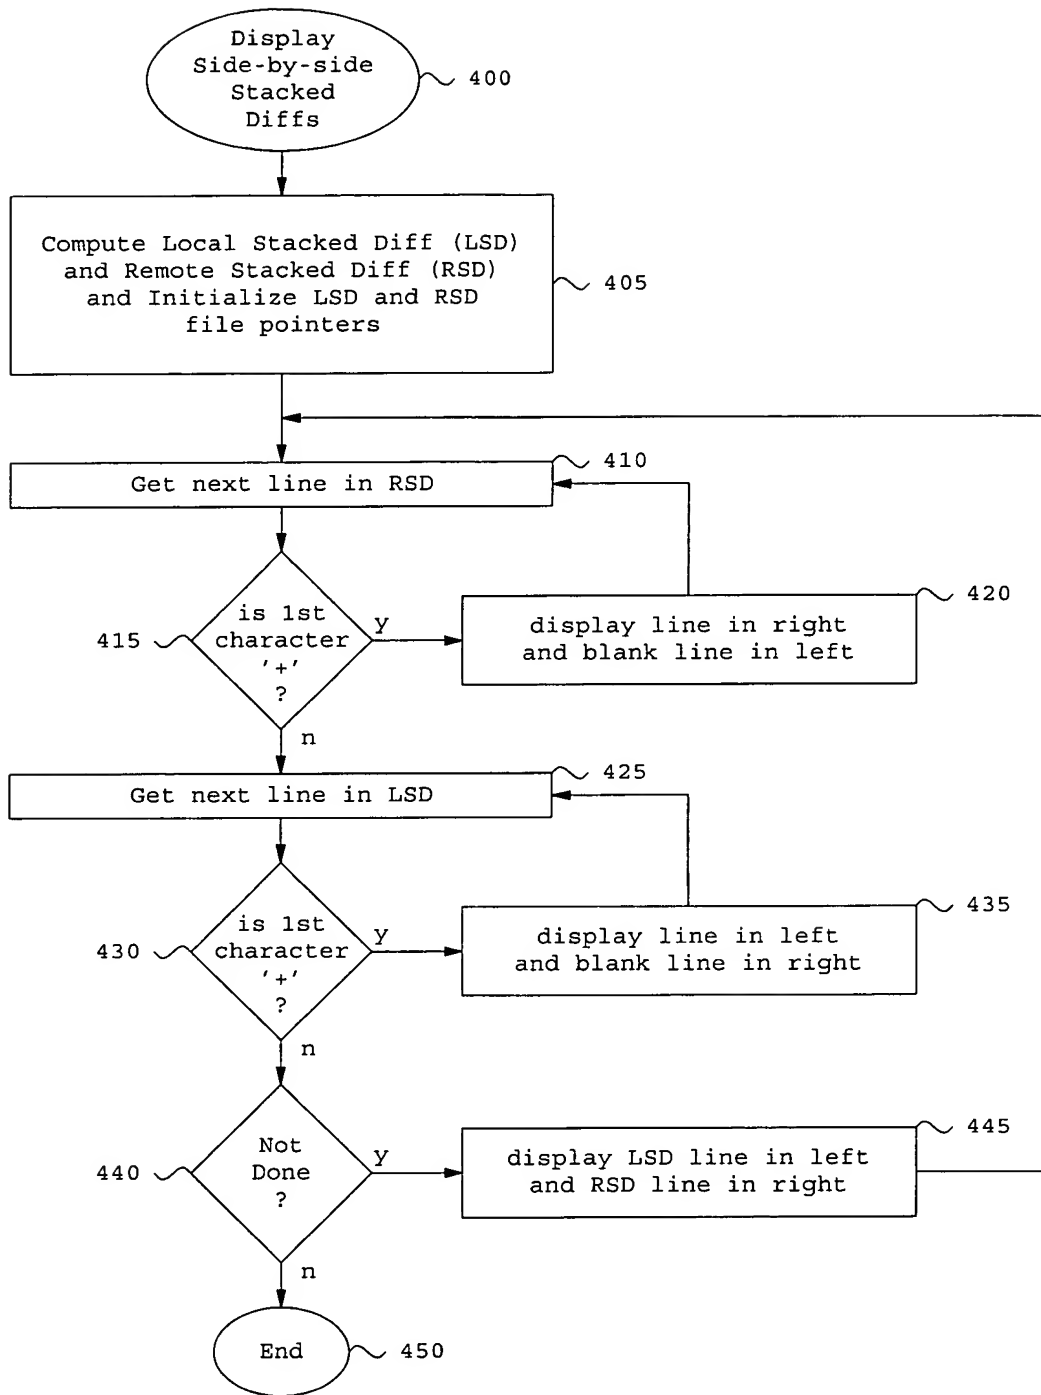 Display
Side-by-side
Stacked
Diffs
400
Compute Local Stacked Diff (LSD)
and Remote Stacked Diff (RSD)
and Initialize LSD and RSD
file pointers
405
410
Get next line in RSD
415
is 1st
character
'+'
?
y
420
display line in right
and blank line in left
n
425
Get next line in LSD
430
is 1st
character
'+'
?
y
435
display line in left
and blank line in right
n
440
Not
Done
?
y
445
display LSD line in left
and RSD line in right
n
End
450